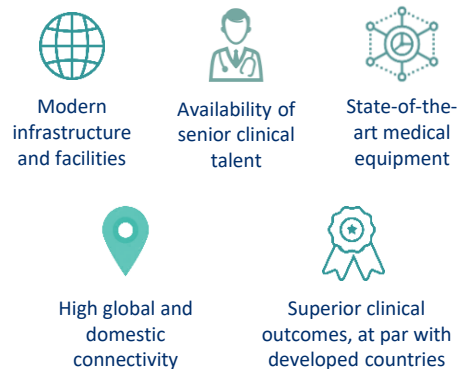 Modern
infrastructure
and facilities
Availability of
senior clinical
talent
State-of-the-
art medical
equipment
High global and
domestic
connectivity
Superior clinical
outcomes, at par with
developed countries